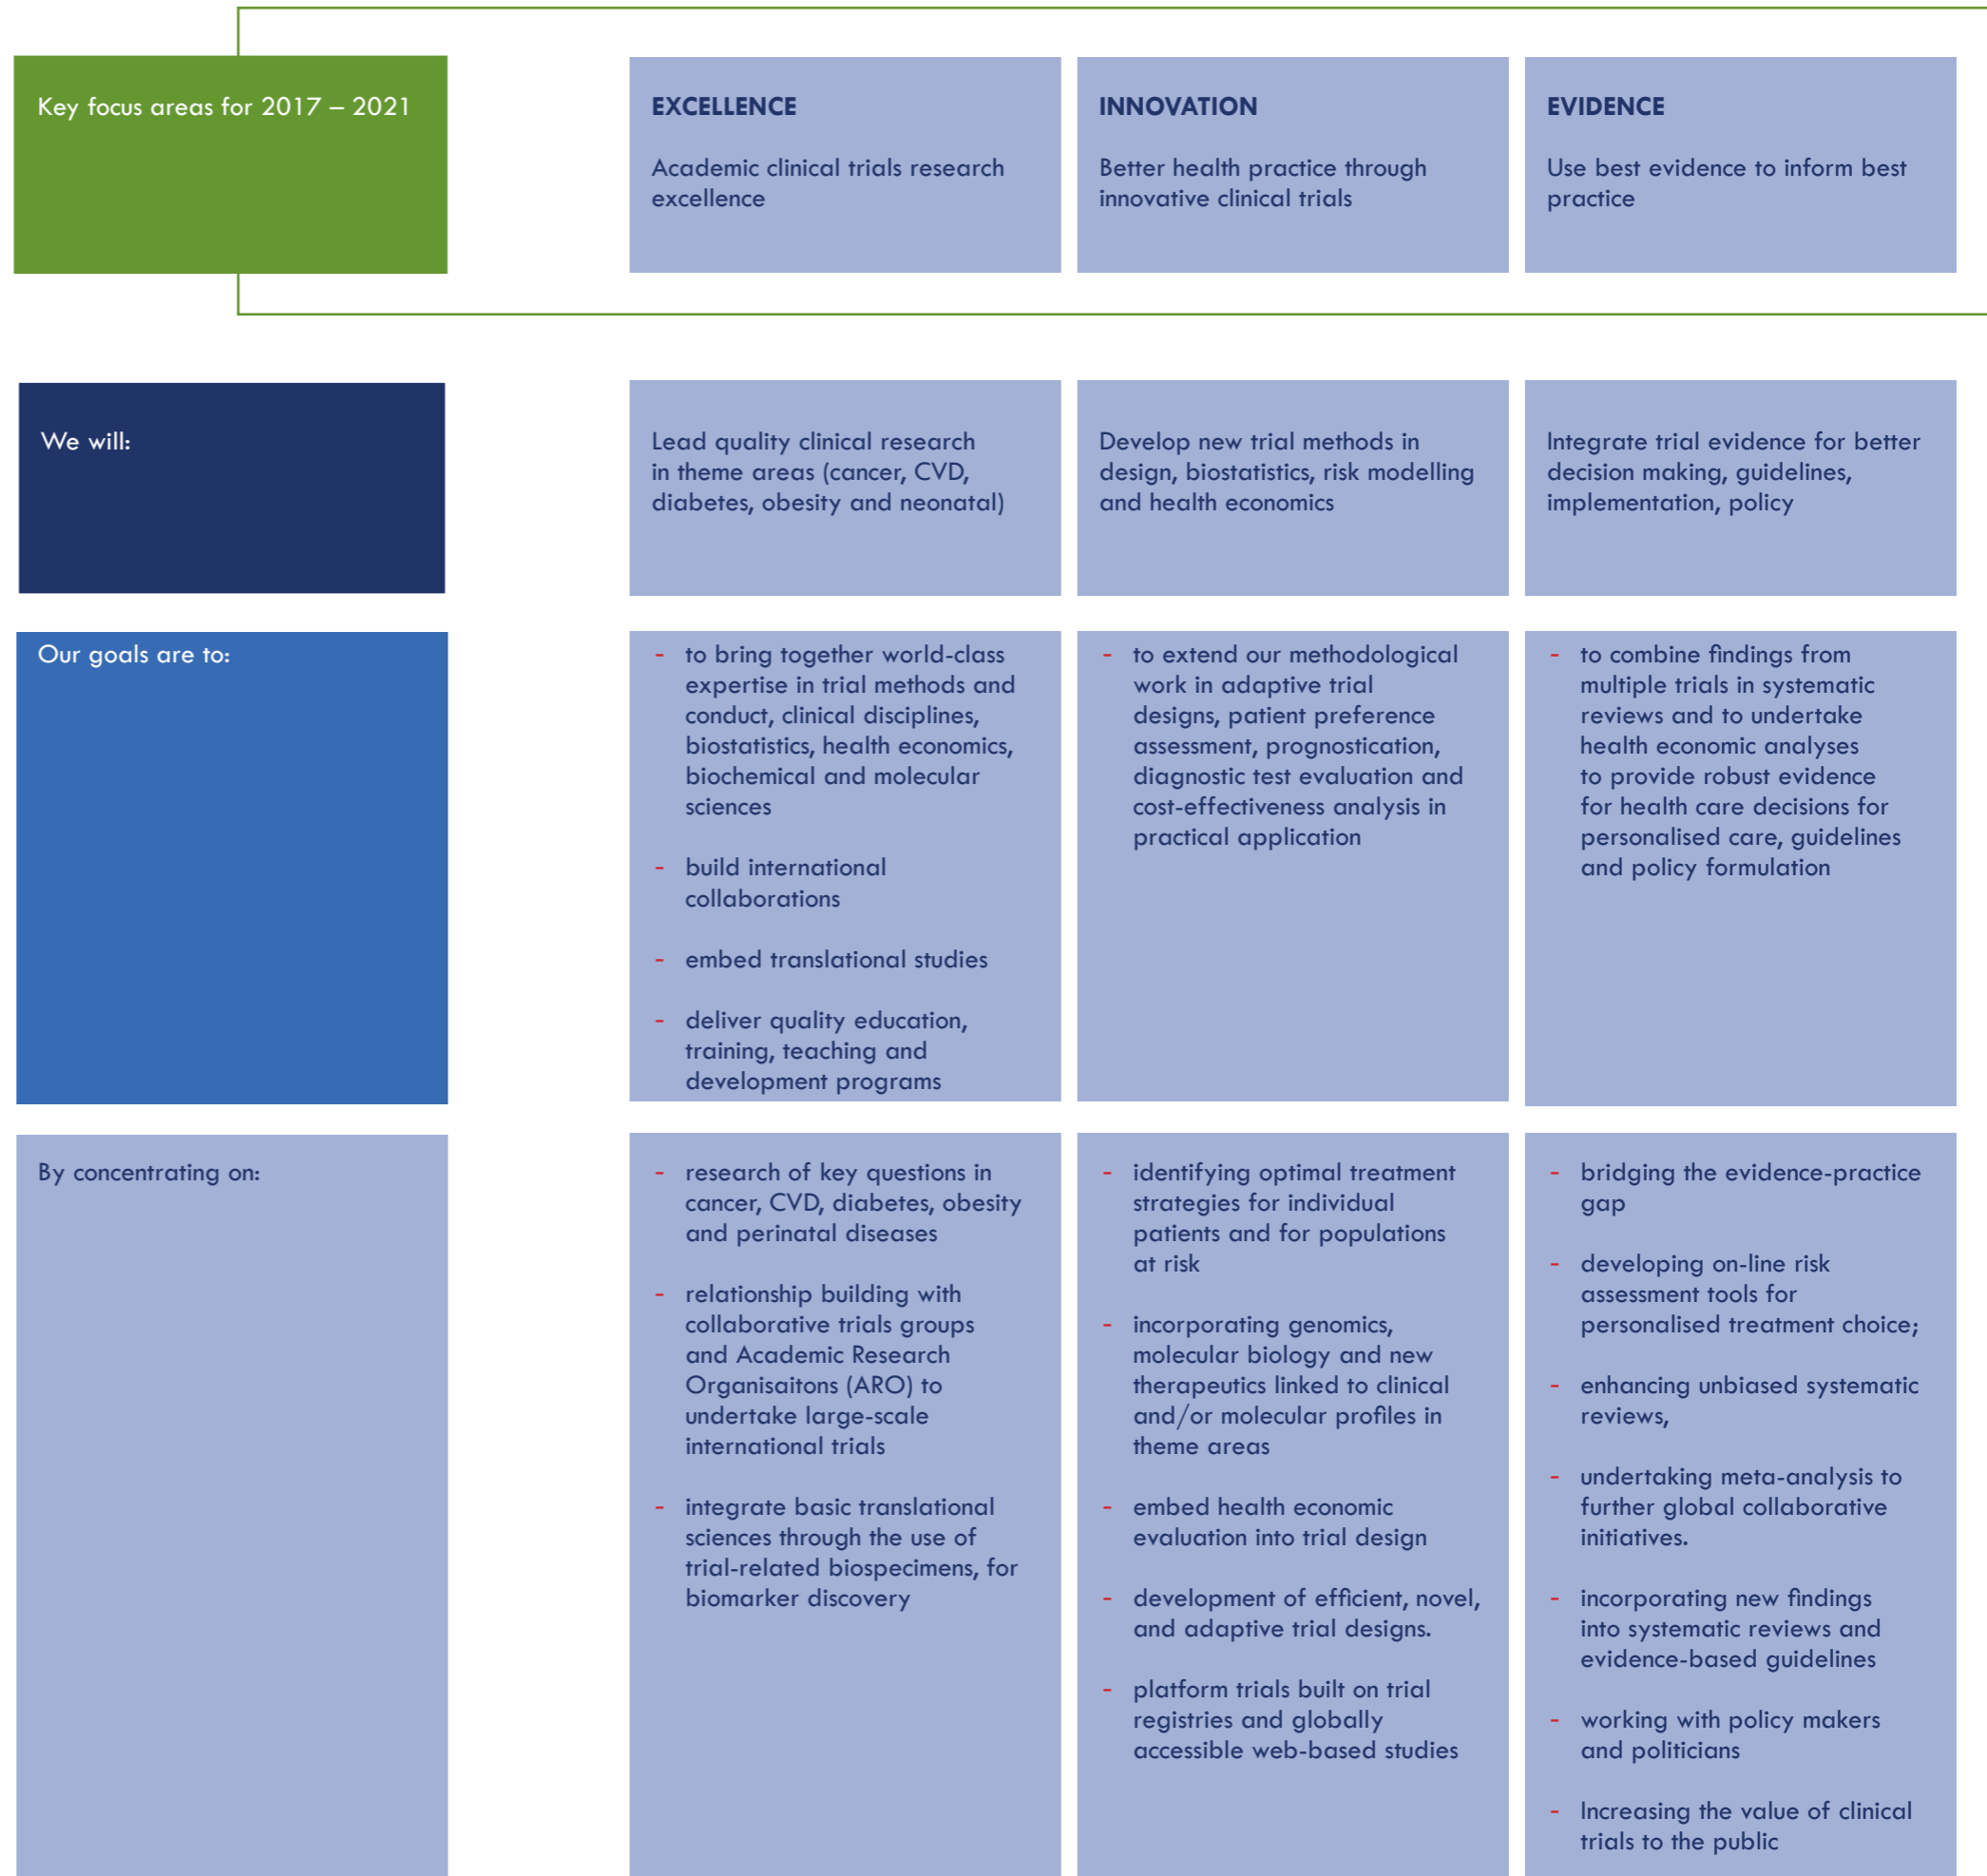 Key focus areas for 2017 – 2021
EXCELLENCE
Academic clinical trials research
excellence
INNOVATION
Better health practice through
innovative clinical trials
EVIDENCE
Use best evidence to inform best
practice
We will:
Lead quality clinical research
in theme areas (cancer, CVD,
diabetes, obesity and neonatal)
Develop new trial methods in
design, biostatistics, risk modelling
and health economics
Integrate trial evidence for better
decision making, guidelines,
implementation, policy
Our goals are to:
- to bring together world-class
expertise in trial methods and
conduct, clinical disciplines,
biostatistics, health economics,
biochemical and molecular
sciences
- build international
collaborations
- embed translational studies
- deliver quality education,
training, teaching and
development programs
- to extend our methodological
work in adaptive trial
designs, patient preference
assessment, prognostication,
diagnostic test evaluation and
cost-effectiveness analysis in
practical application
- to combine findings from
multiple trials in systematic
reviews and to undertake
health economic analyses
to provide robust evidence
for health care decisions for
personalised care, guidelines
and policy formulation
By concentrating on:
- research of key questions in
cancer, CVD, diabetes, obesity
and perinatal diseases
- relationship building with
collaborative trials groups
and Academic Research
Organisaitons (ARO) to
undertake large-scale
international trials
- integrate basic translational
sciences through the use of
trial-related biospecimens, for
biomarker discovery
- identifying optimal treatment
strategies for individual
patients and for populations
at risk
- incorporating genomics,
molecular biology and new
therapeutics linked to clinical
and/or molecular profiles in
theme areas
- embed health economic
evaluation into trial design
- development of efficient, novel,
and adaptive trial designs.
- platform trials built on trial
registries and globally
accessible web-based studies
- bridging the evidence-practice
gap
- developing on-line risk
assessment tools for
personalised treatment choice;
- enhancing unbiased systematic
reviews,
- undertaking meta-analysis to
further global collaborative
initiatives.
- incorporating new findings
into systematic reviews and
evidence-based guidelines
- working with policy makers
and politicians
- Increasing the value of clinical
trials to the public